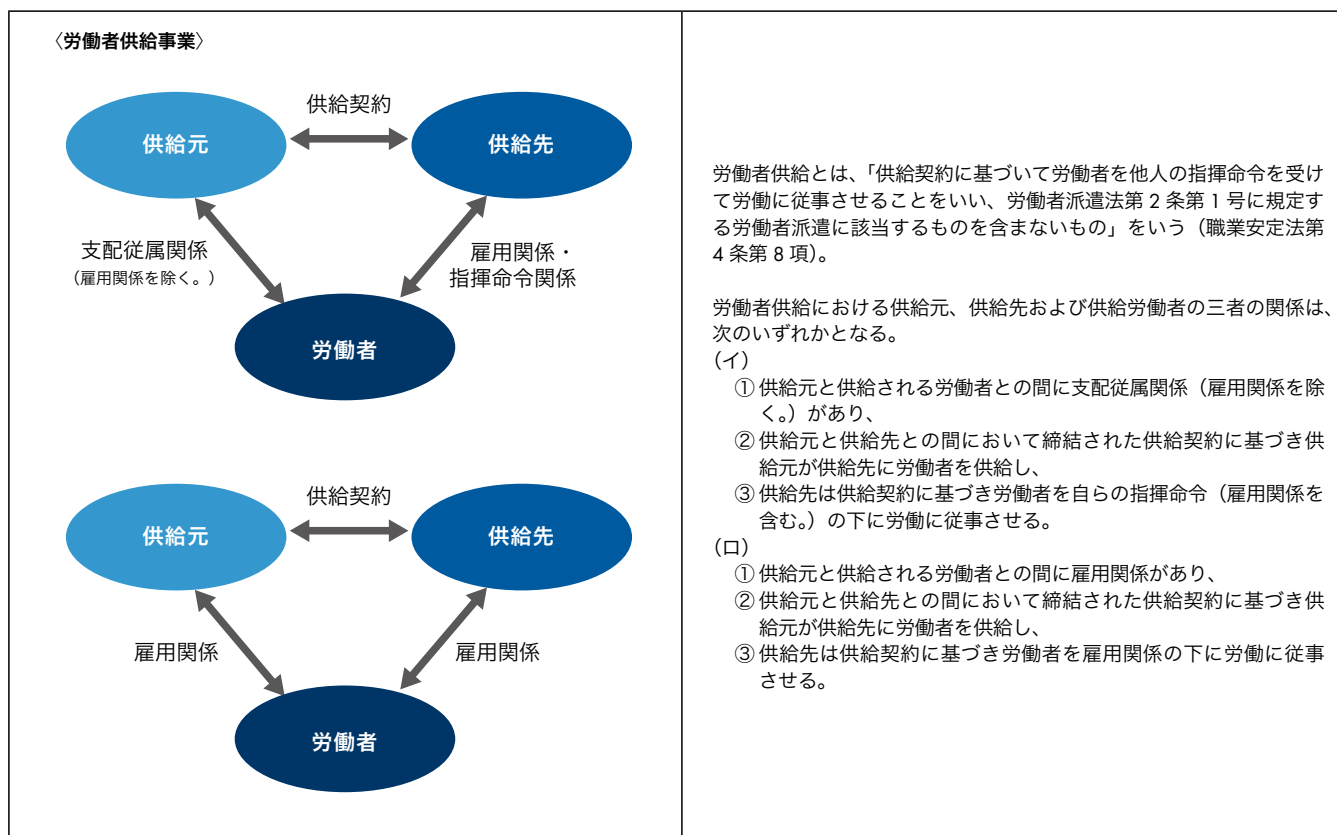 〈労働者供給事業〉
供給契約
供給元
供給先
支配従属関係
（雇用関係を除く。）
雇用関係・
指揮命令関係
労働者
供給契約
供給元
供給先
雇用関係
雇用関係
労働者
労働者供給とは、「供給契約に基づいて労働者を他人の指揮命令を受け
て労働に従事させることをいい、労働者派遣法第 2 条第 1 号に規定す
る労働者派遣に該当するものを含まないもの」をいう（職業安定法第
4 条第 8 項）。
労働者供給における供給元、供給先および供給労働者の三者の関係は、
次のいずれかとなる。
（イ）
① 供給元と供給される労働者との間に支配従属関係（雇用関係を除
く。）があり、
② 供給元と供給先との間において締結された供給契約に基づき供
給元が供給先に労働者を供給し、
③ 供給先は供給契約に基づき労働者を自らの指揮命令（雇用関係を
含む。）の下に労働に従事させる。
（ロ）
① 供給元と供給される労働者との間に雇用関係があり、
② 供給元と供給先との間において締結された供給契約に基づき供
給元が供給先に労働者を供給し、
③ 供給先は供給契約に基づき労働者を雇用関係の下に労働に従事
させる。